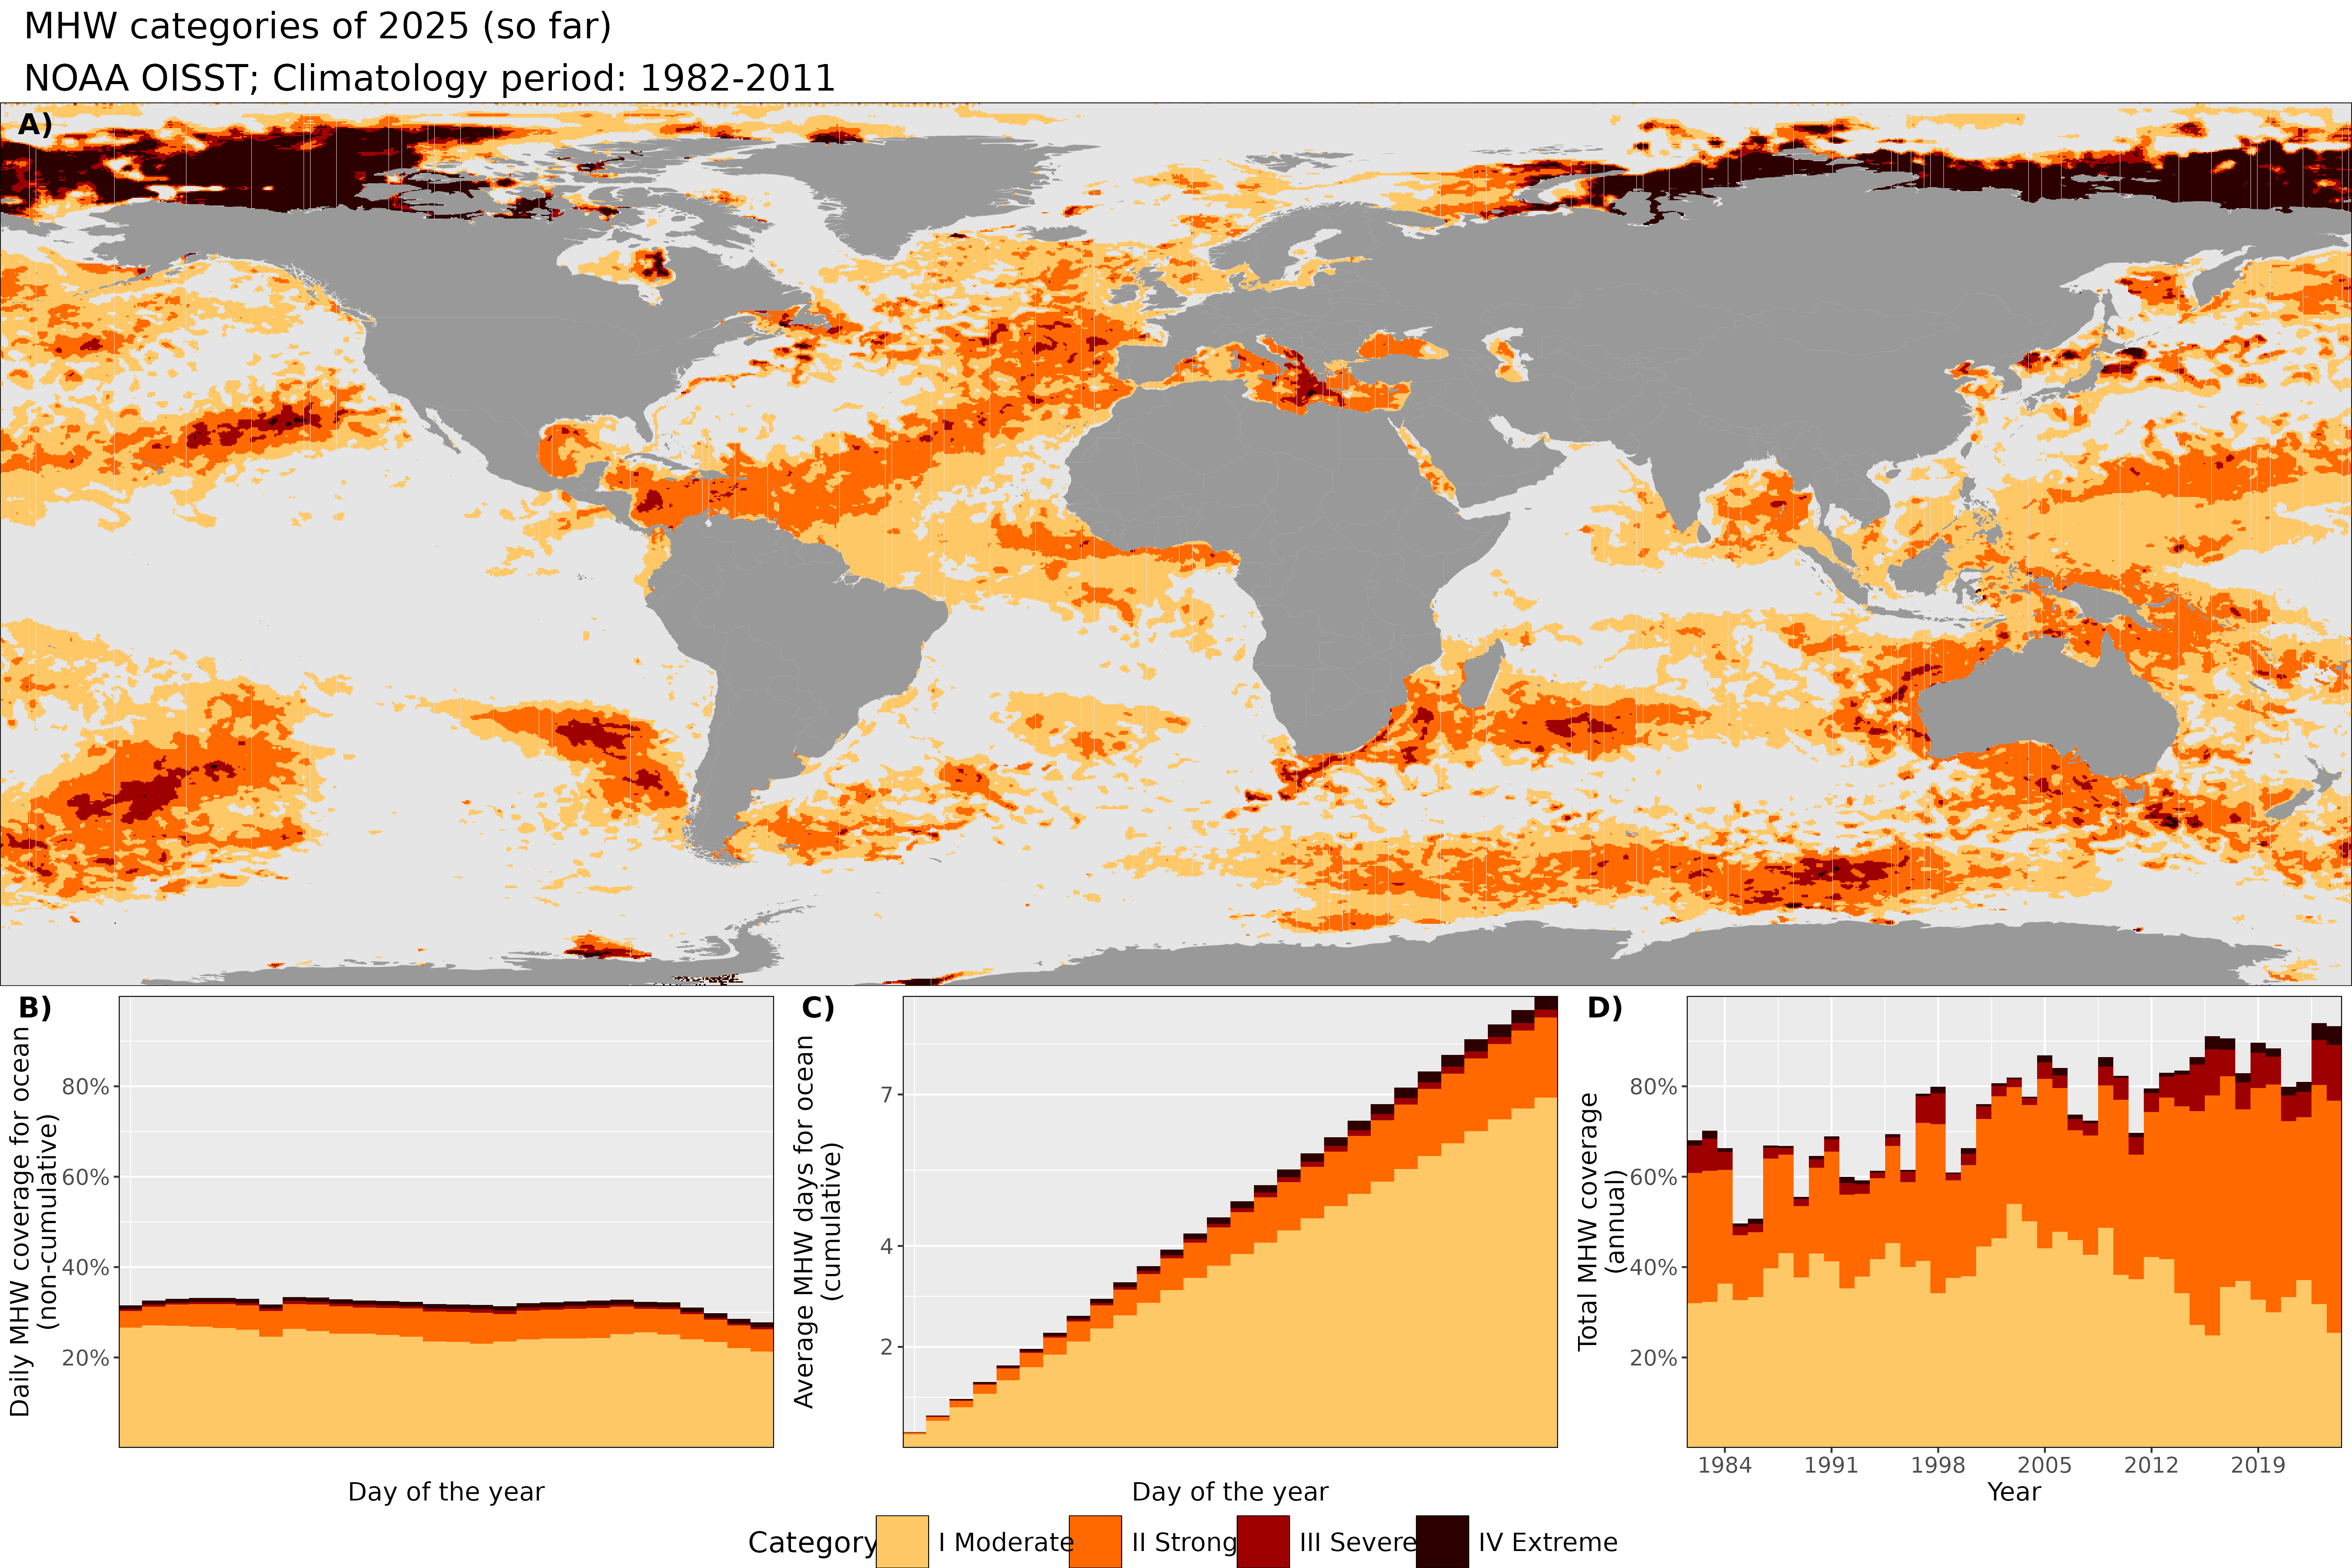 MHW categories of 2025 (so far)
NOAA OISST; Climatology period: 1982-2011
A)
B)
Daily MHW coverage for ocean
(non-cumulative)
80%
60%
40%
20%
Day of the year
C)
Average MHW days for ocean
(cumulative)
7
4
2
Day of the year
D)
Total MHW coverage
(annual)
80%
60%
40%
20%
1984 1991 1998 2005 2012 2019
Year
Category I Moderate II Strong III Severe IV Extreme